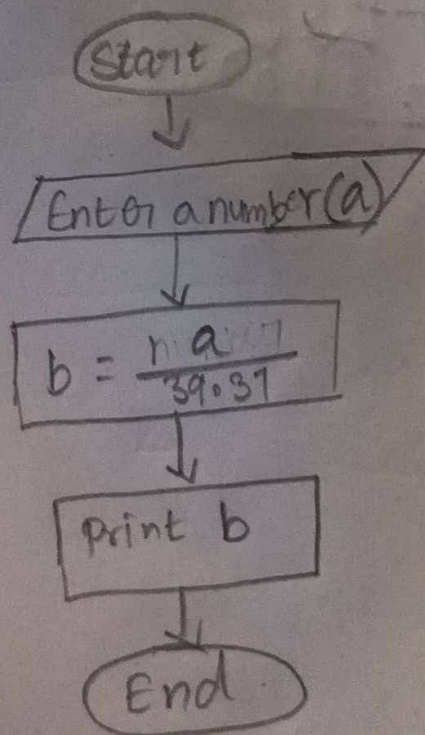 Start
Enter a number (a)
b = a / 39.37
Print b
End